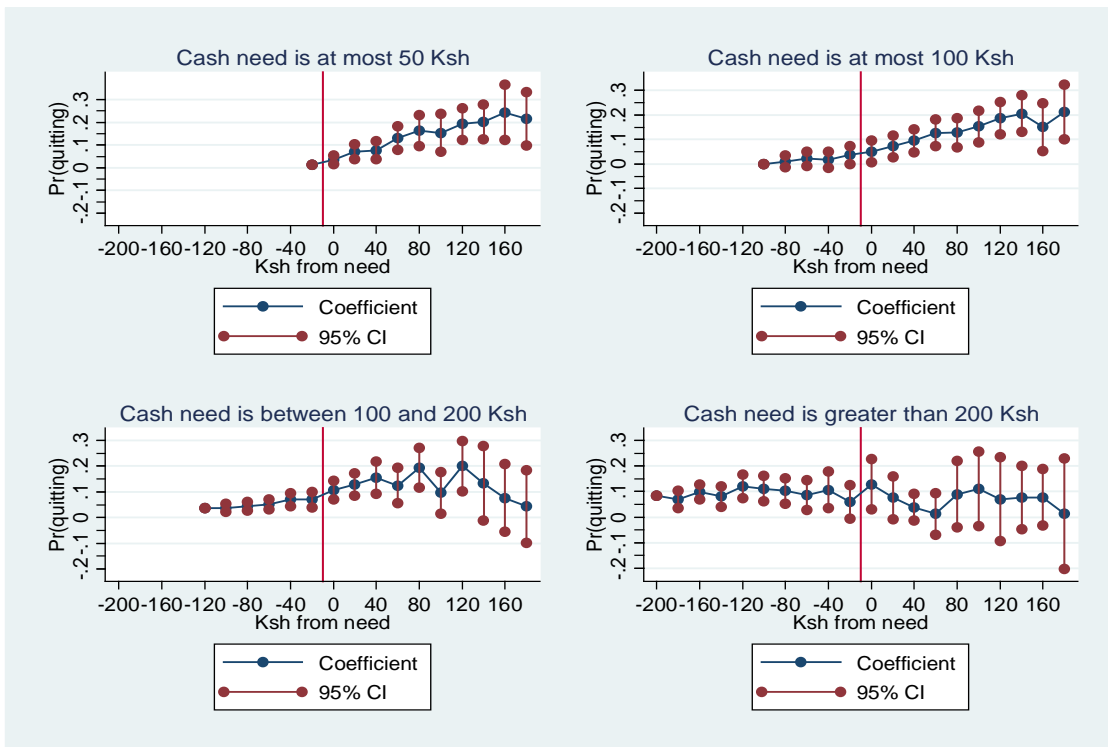 Cash need is at most 50 Ksh
Pr(quitting)
-.2 -.1 0 .1 .2 .3
-200 -160 -120 -80 -40 0 40 80 120 160
Ksh from need
Coefficient
95% CI
Cash need is at most 100 Ksh
Pr(quitting)
-.2 -.1 0 .1 .2 .3
-200 -160 -120 -80 -40 0 40 80 120 160
Ksh from need
Coefficient
95% CI
Cash need is between 100 and 200 Ksh
Pr(quitting)
-.2 -.1 0 .1 .2 .3
-200 -160 -120 -80 -40 0 40 80 120 160
Ksh from need
Coefficient
95% CI
Cash need is greater than 200 Ksh
Pr(quitting)
-.2 -.1 0 .1 .2 .3
-200 -160 -120 -80 -40 0 40 80 120 160
Ksh from need
Coefficient
95% CI